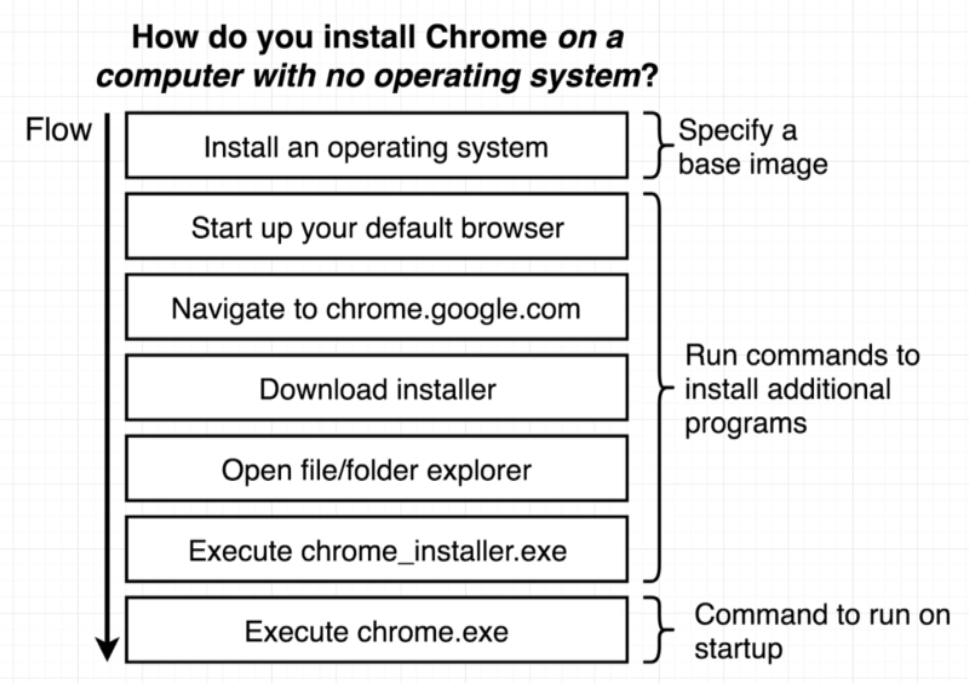 How do you install Chrome on a
computer with no operating system?
Flow
Install an operating system
Specify a
base image
Start up your default browser
Navigate to chrome.google.com
Download installer
Open file/folder explorer
Execute chrome_installer.exe
Run commands to
install additional
programs
Execute chrome.exe
Command to run on
startup